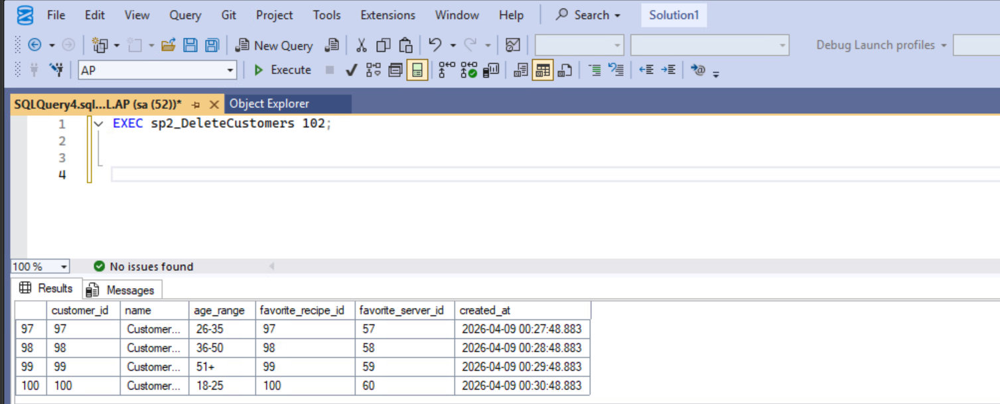 File Edit View Query Git Project Tools Extensions Window Help Search Solution1
New Query Debug Launch profiles
AP Execute
SQLQuery4.sql...L.AP (sa (52))* Object Explorer
1 EXEC sp2_DeleteCustomers 102;
2
3
4
100 % No issues found
Results Messages
customer_id name age_range favorite_recipe_id favorite_server_id created_at
97 97 Customer... 26-35 97 57 2026-04-09 00:27:48.883
98 98 Customer... 36-50 98 58 2026-04-09 00:28:48.883
99 99 Customer... 51+ 99 59 2026-04-09 00:29:48.883
100 100 Customer... 18-25 100 60 2026-04-09 00:30:48.883